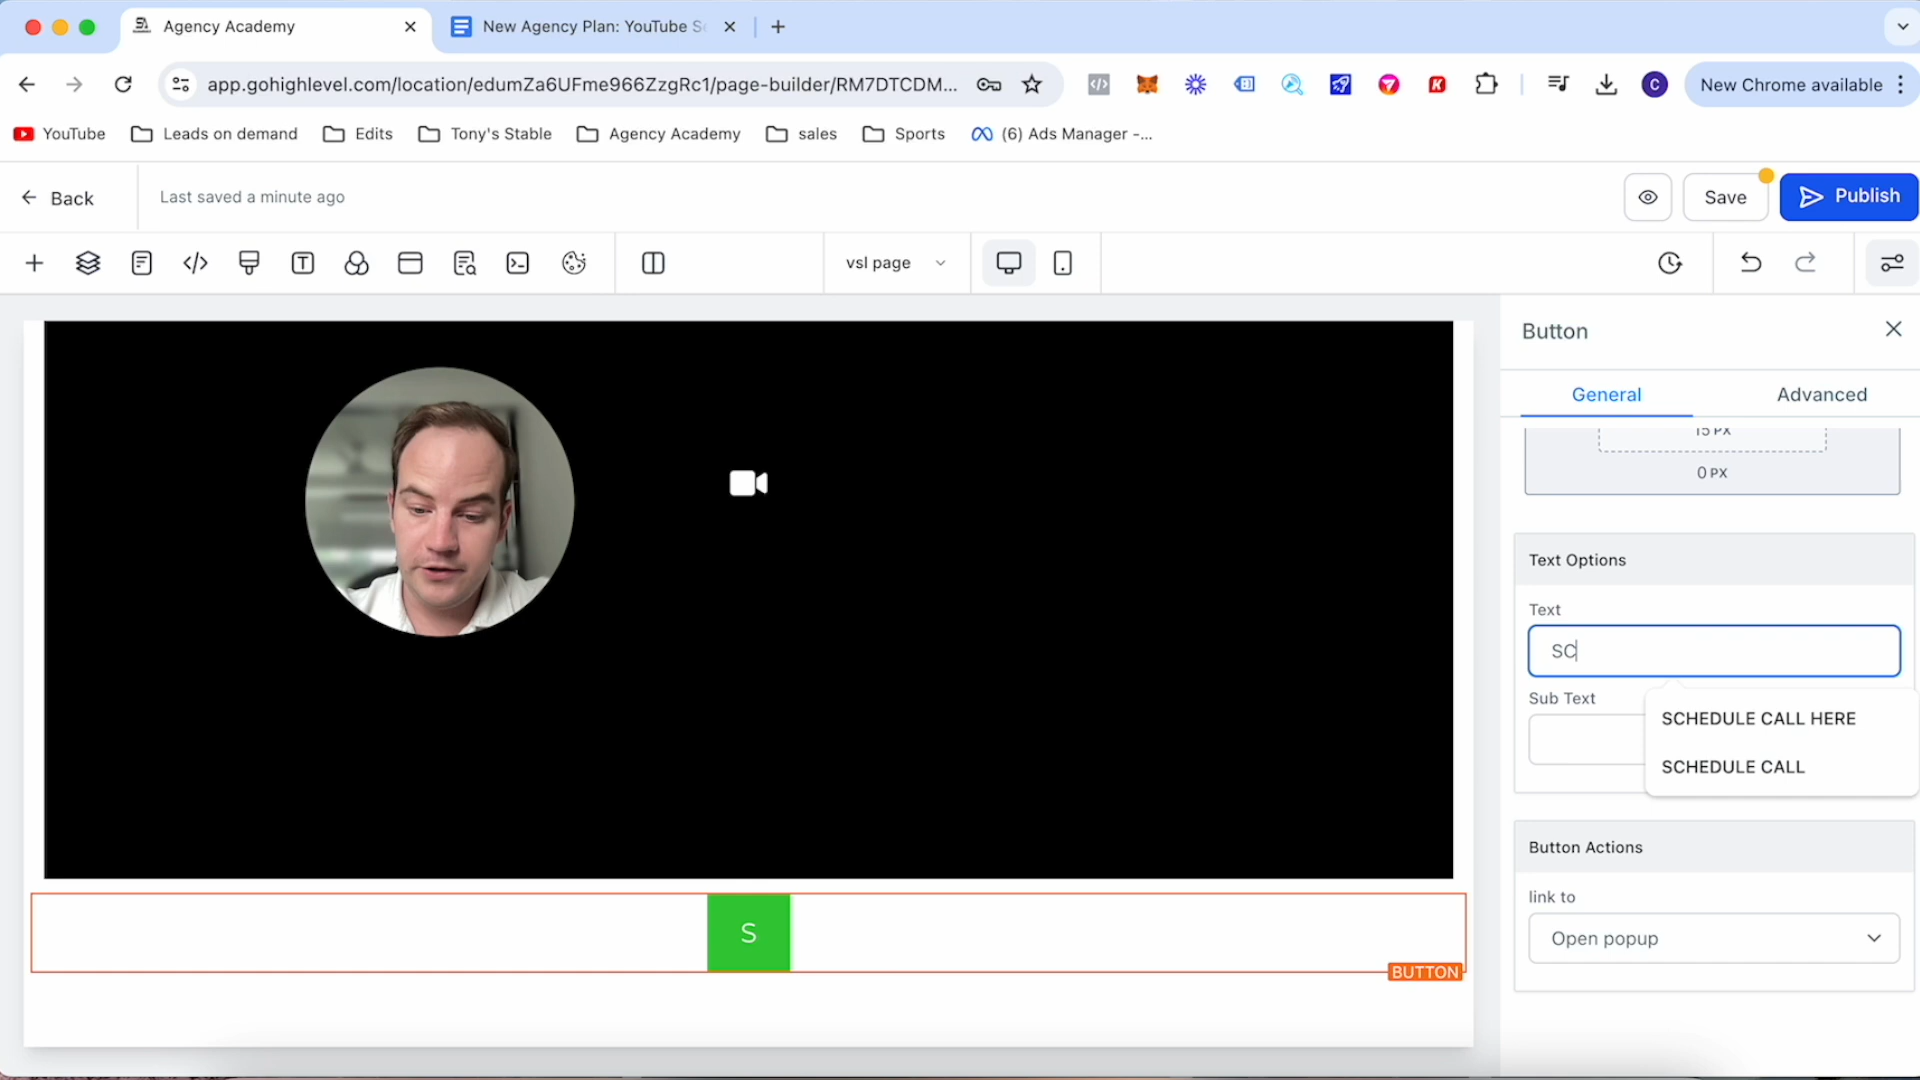 Agency Academy
New Agency Plan: YouTube S
app.gohighlevel.com/location/edumZa6UFme966ZzgRc1/page-builder/RM7DTCDM...
New Chrome available
YouTube
Leads on demand
Edits
Tony's Stable
Agency Academy
sales
Sports
(6) Ads Manager -...
Back
Last saved a minute ago
Save
Publish
vsl page
Button
General
Advanced
15 PX
0 PX
Text Options
Text
SC
Sub Text
SCHEDULE CALL HERE
SCHEDULE CALL
Button Actions
link to
Open popup
S
BUTTON